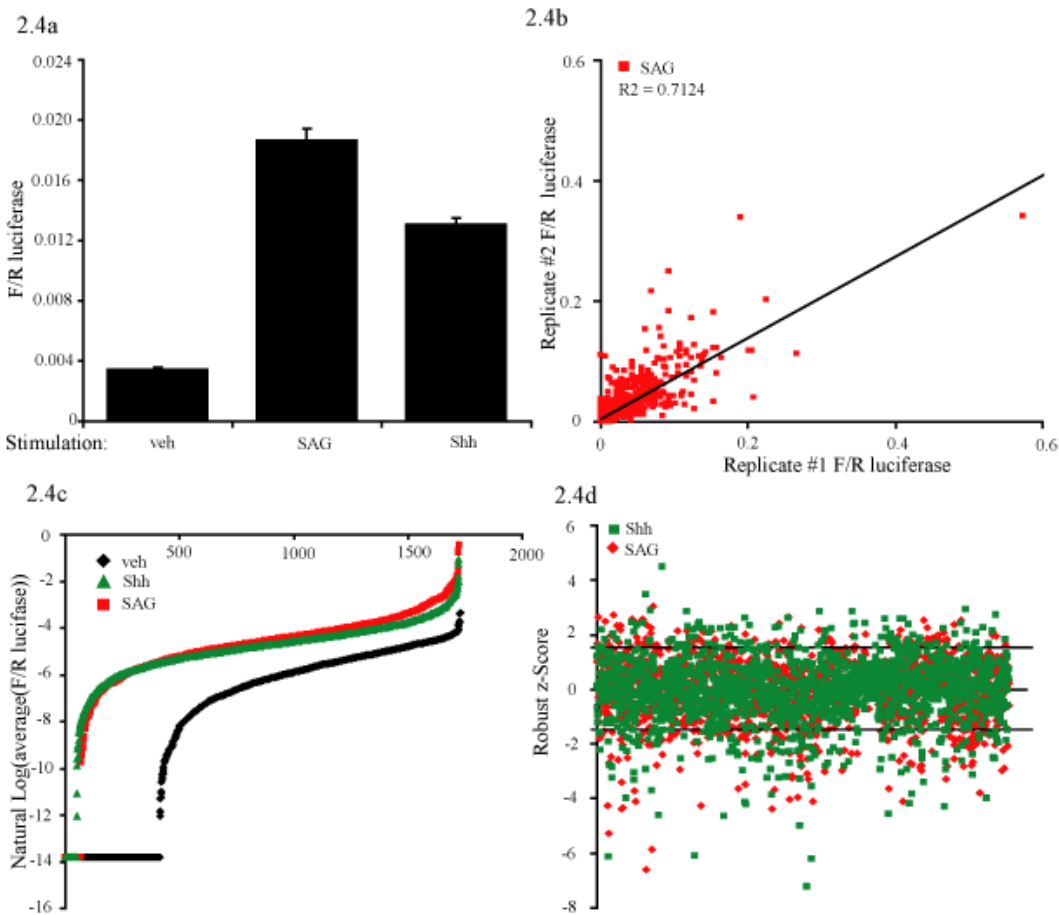 2.4a
F/R luciferase
0.024
0.020
0.016
0.012
0.008
0.004
0
Stimulation:
veh
SAG
Shh
2.4b
SAG
R2 = 0.7124
Replicate #2 F/R luciferase
0.6
0.4
0.2
0
0
0.2
0.4
0.6
Replicate #1 F/R luciferase
2.4c
Natural Log(average(F/R lucifase))
0
-2
-4
-6
-8
-10
-12
-14
-16
500
1000
1500
2000
veh
Shh
SAG
2.4d
Robust z-Score
6
4
2
0
-2
-4
-6
-8
Shh
SAG